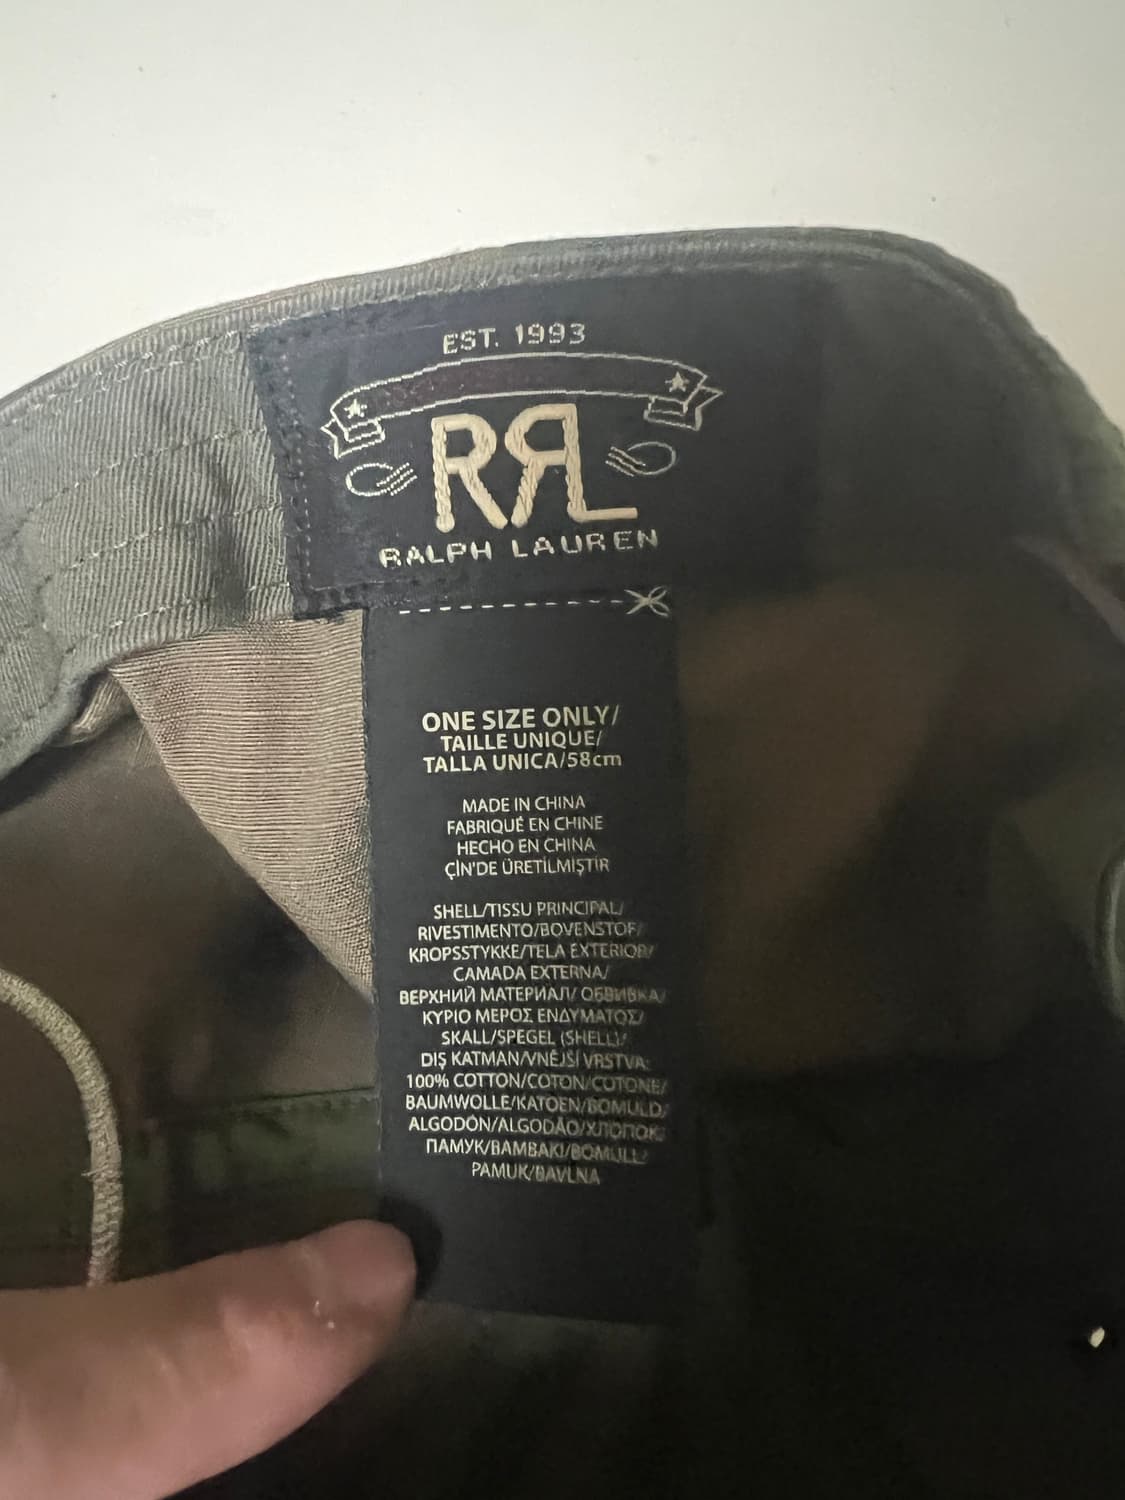 EST. 1993
RRL
RALPH LAUREN
ONE SIZE ONLY/
TAILLE UNIQUE/
TALLA UNICA/58cm
MADE IN CHINA
FABRIQUÉ EN CHINE
HECHO EN CHINA
ÇİN'DE ÜRETİLMİŞTİR
SHELL/TISSU PRINCIPAL/
RIVESTIMENTO/BOVENSTOF/
KROPSSTYKKE/TELA EXTERIOR/
CAMADA EXTERNA/
ВЕРХНИЙ МАТЕРИАЛ/ ОБВИВКА/
ΚΥΡΙΟ ΜΕΡΟΣ ΕΝΔΥΜΑΤΟΣ/
SKALL/SPEGEL (SHELL)/
DIŞ KATMAN/VNĚJŠÍ VRSTVA:
100% COTTON/COTON/COTONE/
BAUMWOLLE/KATOEN/BOMULD/
ALGODÓN/ALGODÃO/ХЛОПОК/
ПАМУК/BAMBAKI/BOMULL/
PAMUK/BAVLNA